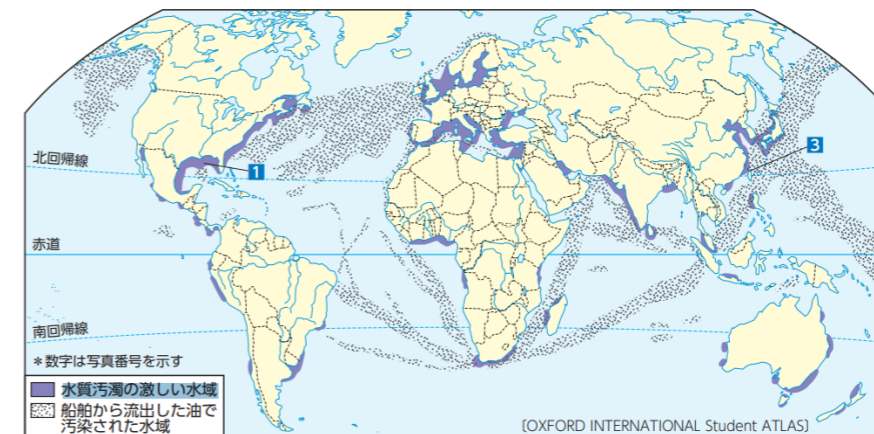 1
3
北回帰線
赤道
南回帰線
＊数字は写真番号を示す
水質汚濁の激しい水域
船舶から流出した油で
汚染された水域
〔OXFORD INTERNATIONAL Student ATLAS〕